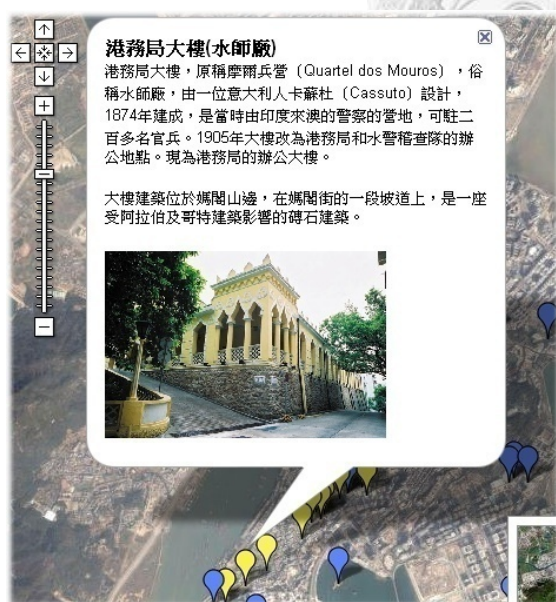 港務局大樓(水師廠)
港務局大樓，原稱摩爾兵營（Quartel dos Mouros），俗
稱水師廠，由一位意大利人卡蘇杜（Cassuto）設計，
1874年建成，是當時由印度來澳的警察的營地，可駐二
百多名官兵。1905年大樓改為港務局和水警稽查隊的辦
公地點。現為港務局的辦公大樓。
大樓建築位於媽閣山邊，在媽閣街的一段坡道上，是一座
受阿拉伯及哥特建築影響的磚石建築。